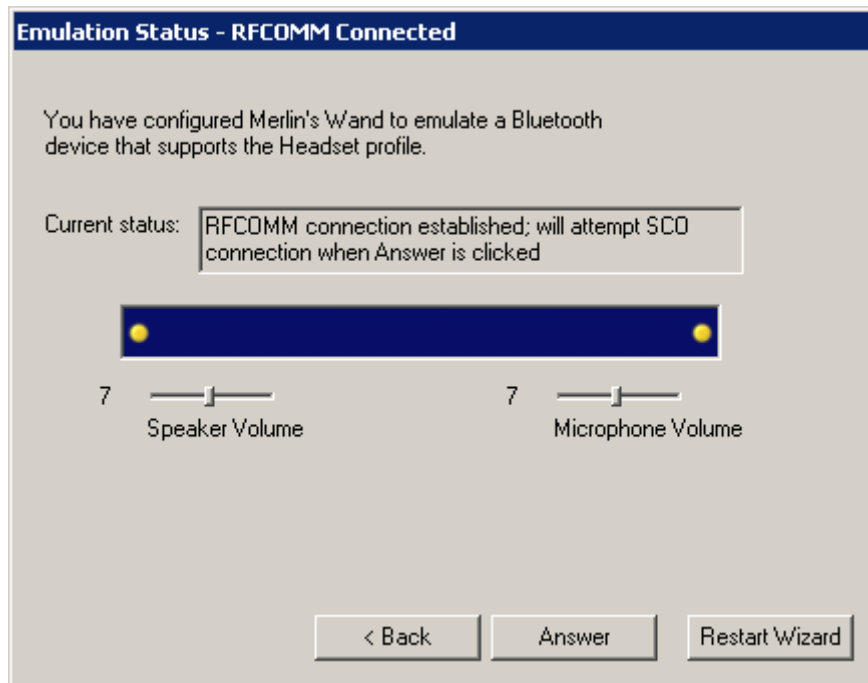 Emulation Status - RFCOMM Connected
You have configured Merlin's Wand to emulate a Bluetooth
device that supports the Headset profile.
Current status: RFCOMM connection established; will attempt SCO
connection when Answer is clicked
7 7
Speaker Volume Microphone Volume
< Back Answer Restart Wizard